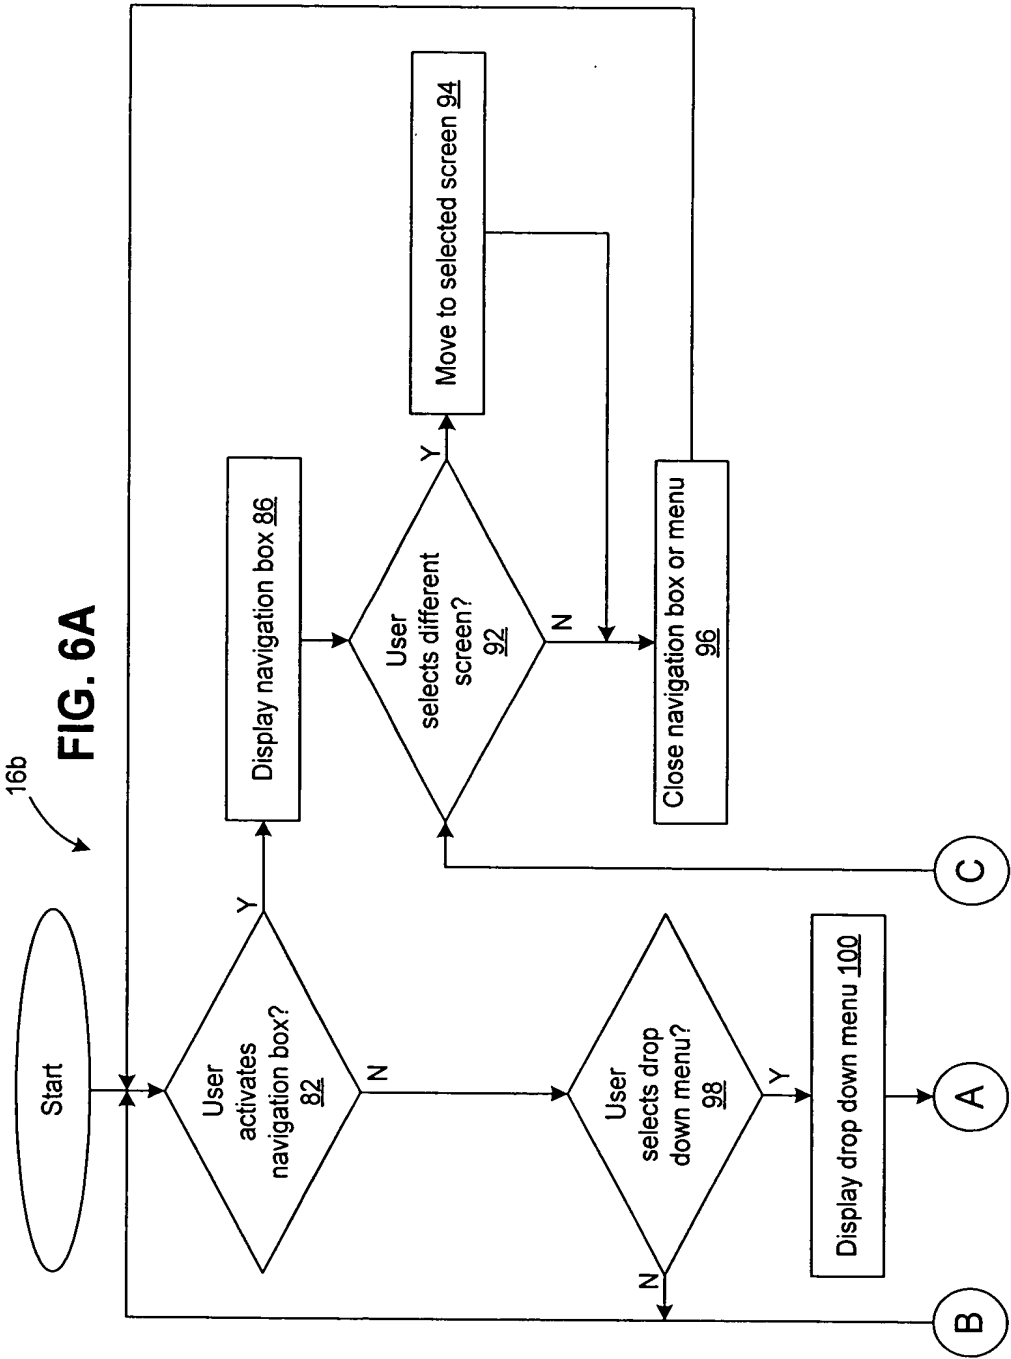 16b
FIG. 6A
Start
User
activates
navigation box?
82
Y
N
Display navigation box 86
User
selects different
screen?
92
Y
N
Move to selected screen 94
Close navigation box or menu
96
User
selects drop
down menu?
98
N
Y
Display drop down menu 100
B
A
C